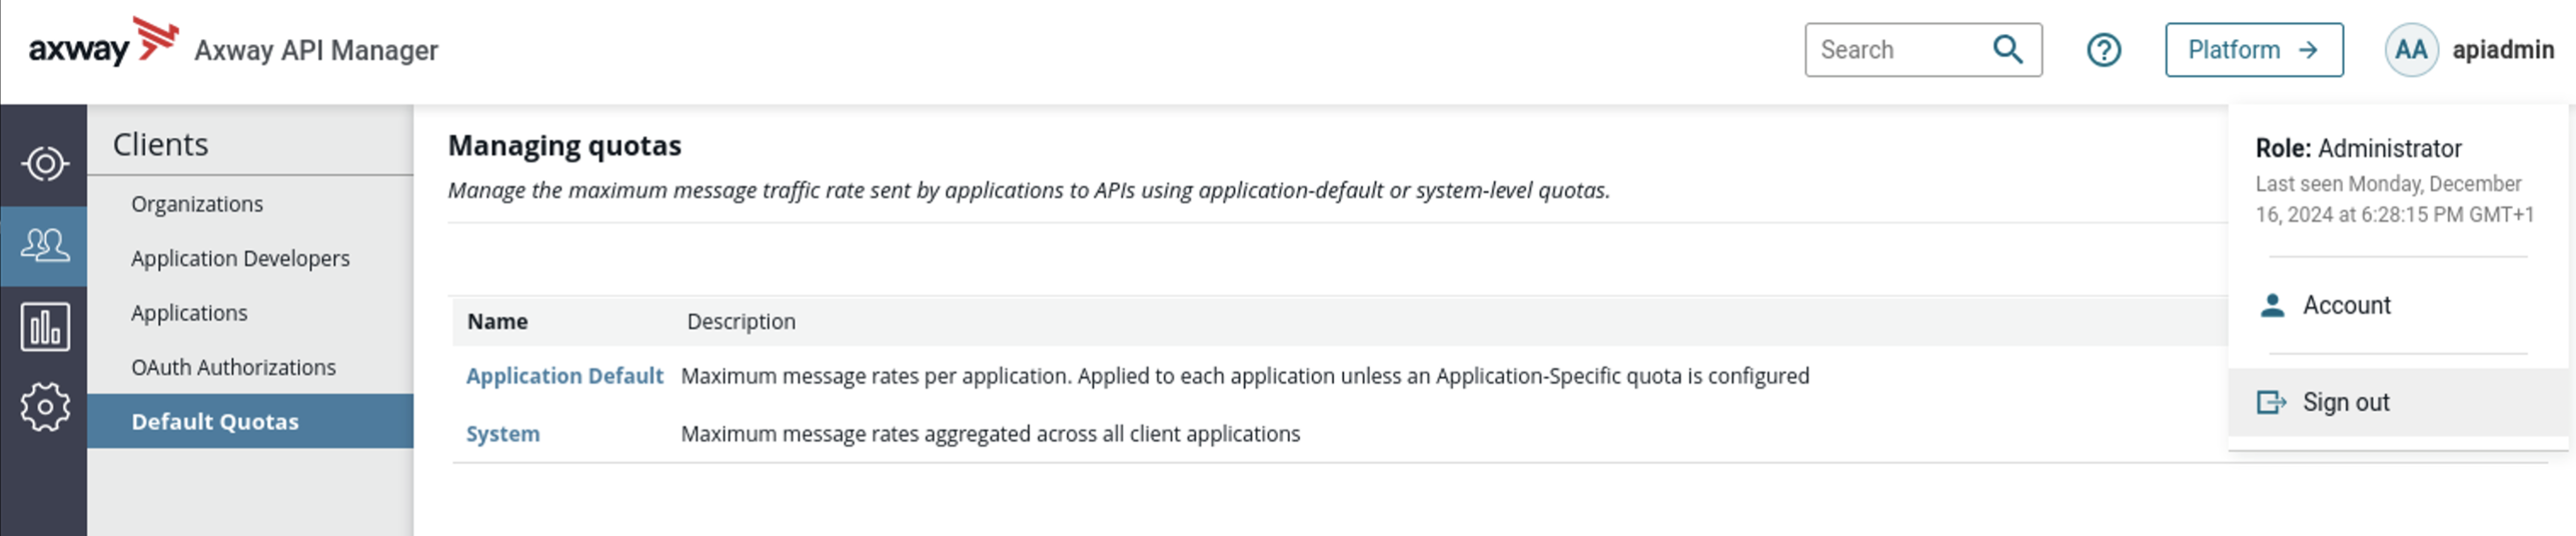 axway Axway API Manager Search Platform → AA apiadmin
Clients
Organizations
Application Developers
Applications
OAuth Authorizations
Default Quotas
Managing quotas
Manage the maximum message traffic rate sent by applications to APIs using application-default or system-level quotas.
Name Description
Application Default Maximum message rates per application. Applied to each application unless an Application-Specific quota is configured
System Maximum message rates aggregated across all client applications
Role: Administrator
Last seen Monday, December
16, 2024 at 6:28:15 PM GMT+1
Account
Sign out